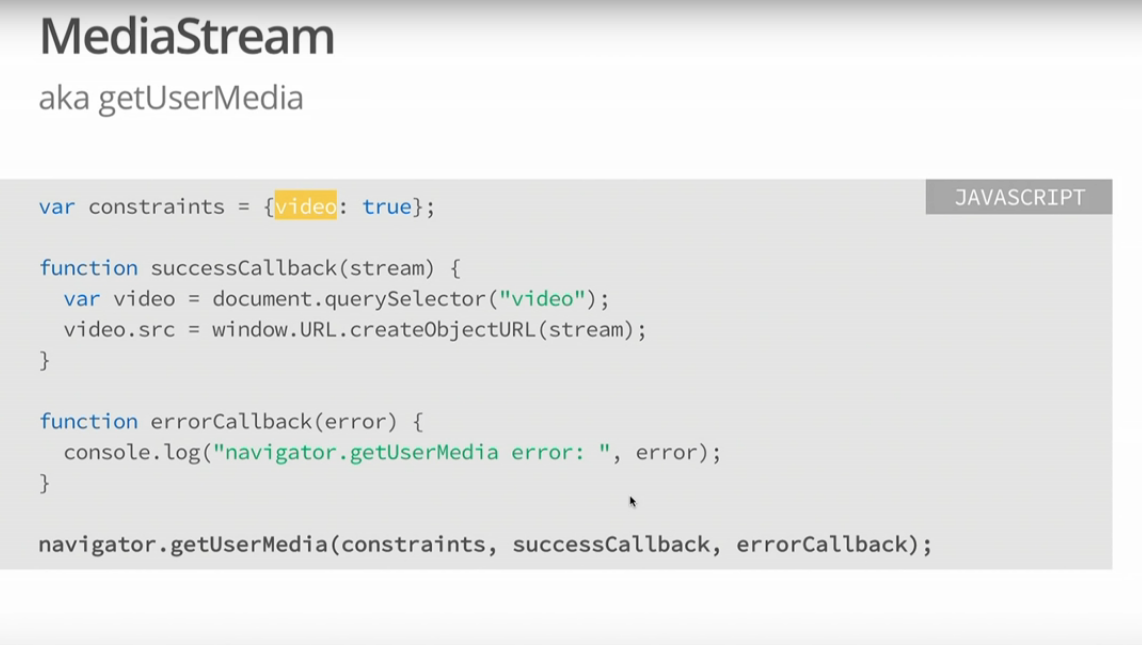 MediaStream
aka getUserMedia
JAVASCRIPT
var constraints = {video: true};
function successCallback(stream) {
  var video = document.querySelector("video");
  video.src = window.URL.createObjectURL(stream);
}
function errorCallback(error) {
  console.log("navigator.getUserMedia error: ", error);
}
navigator.getUserMedia(constraints, successCallback, errorCallback);